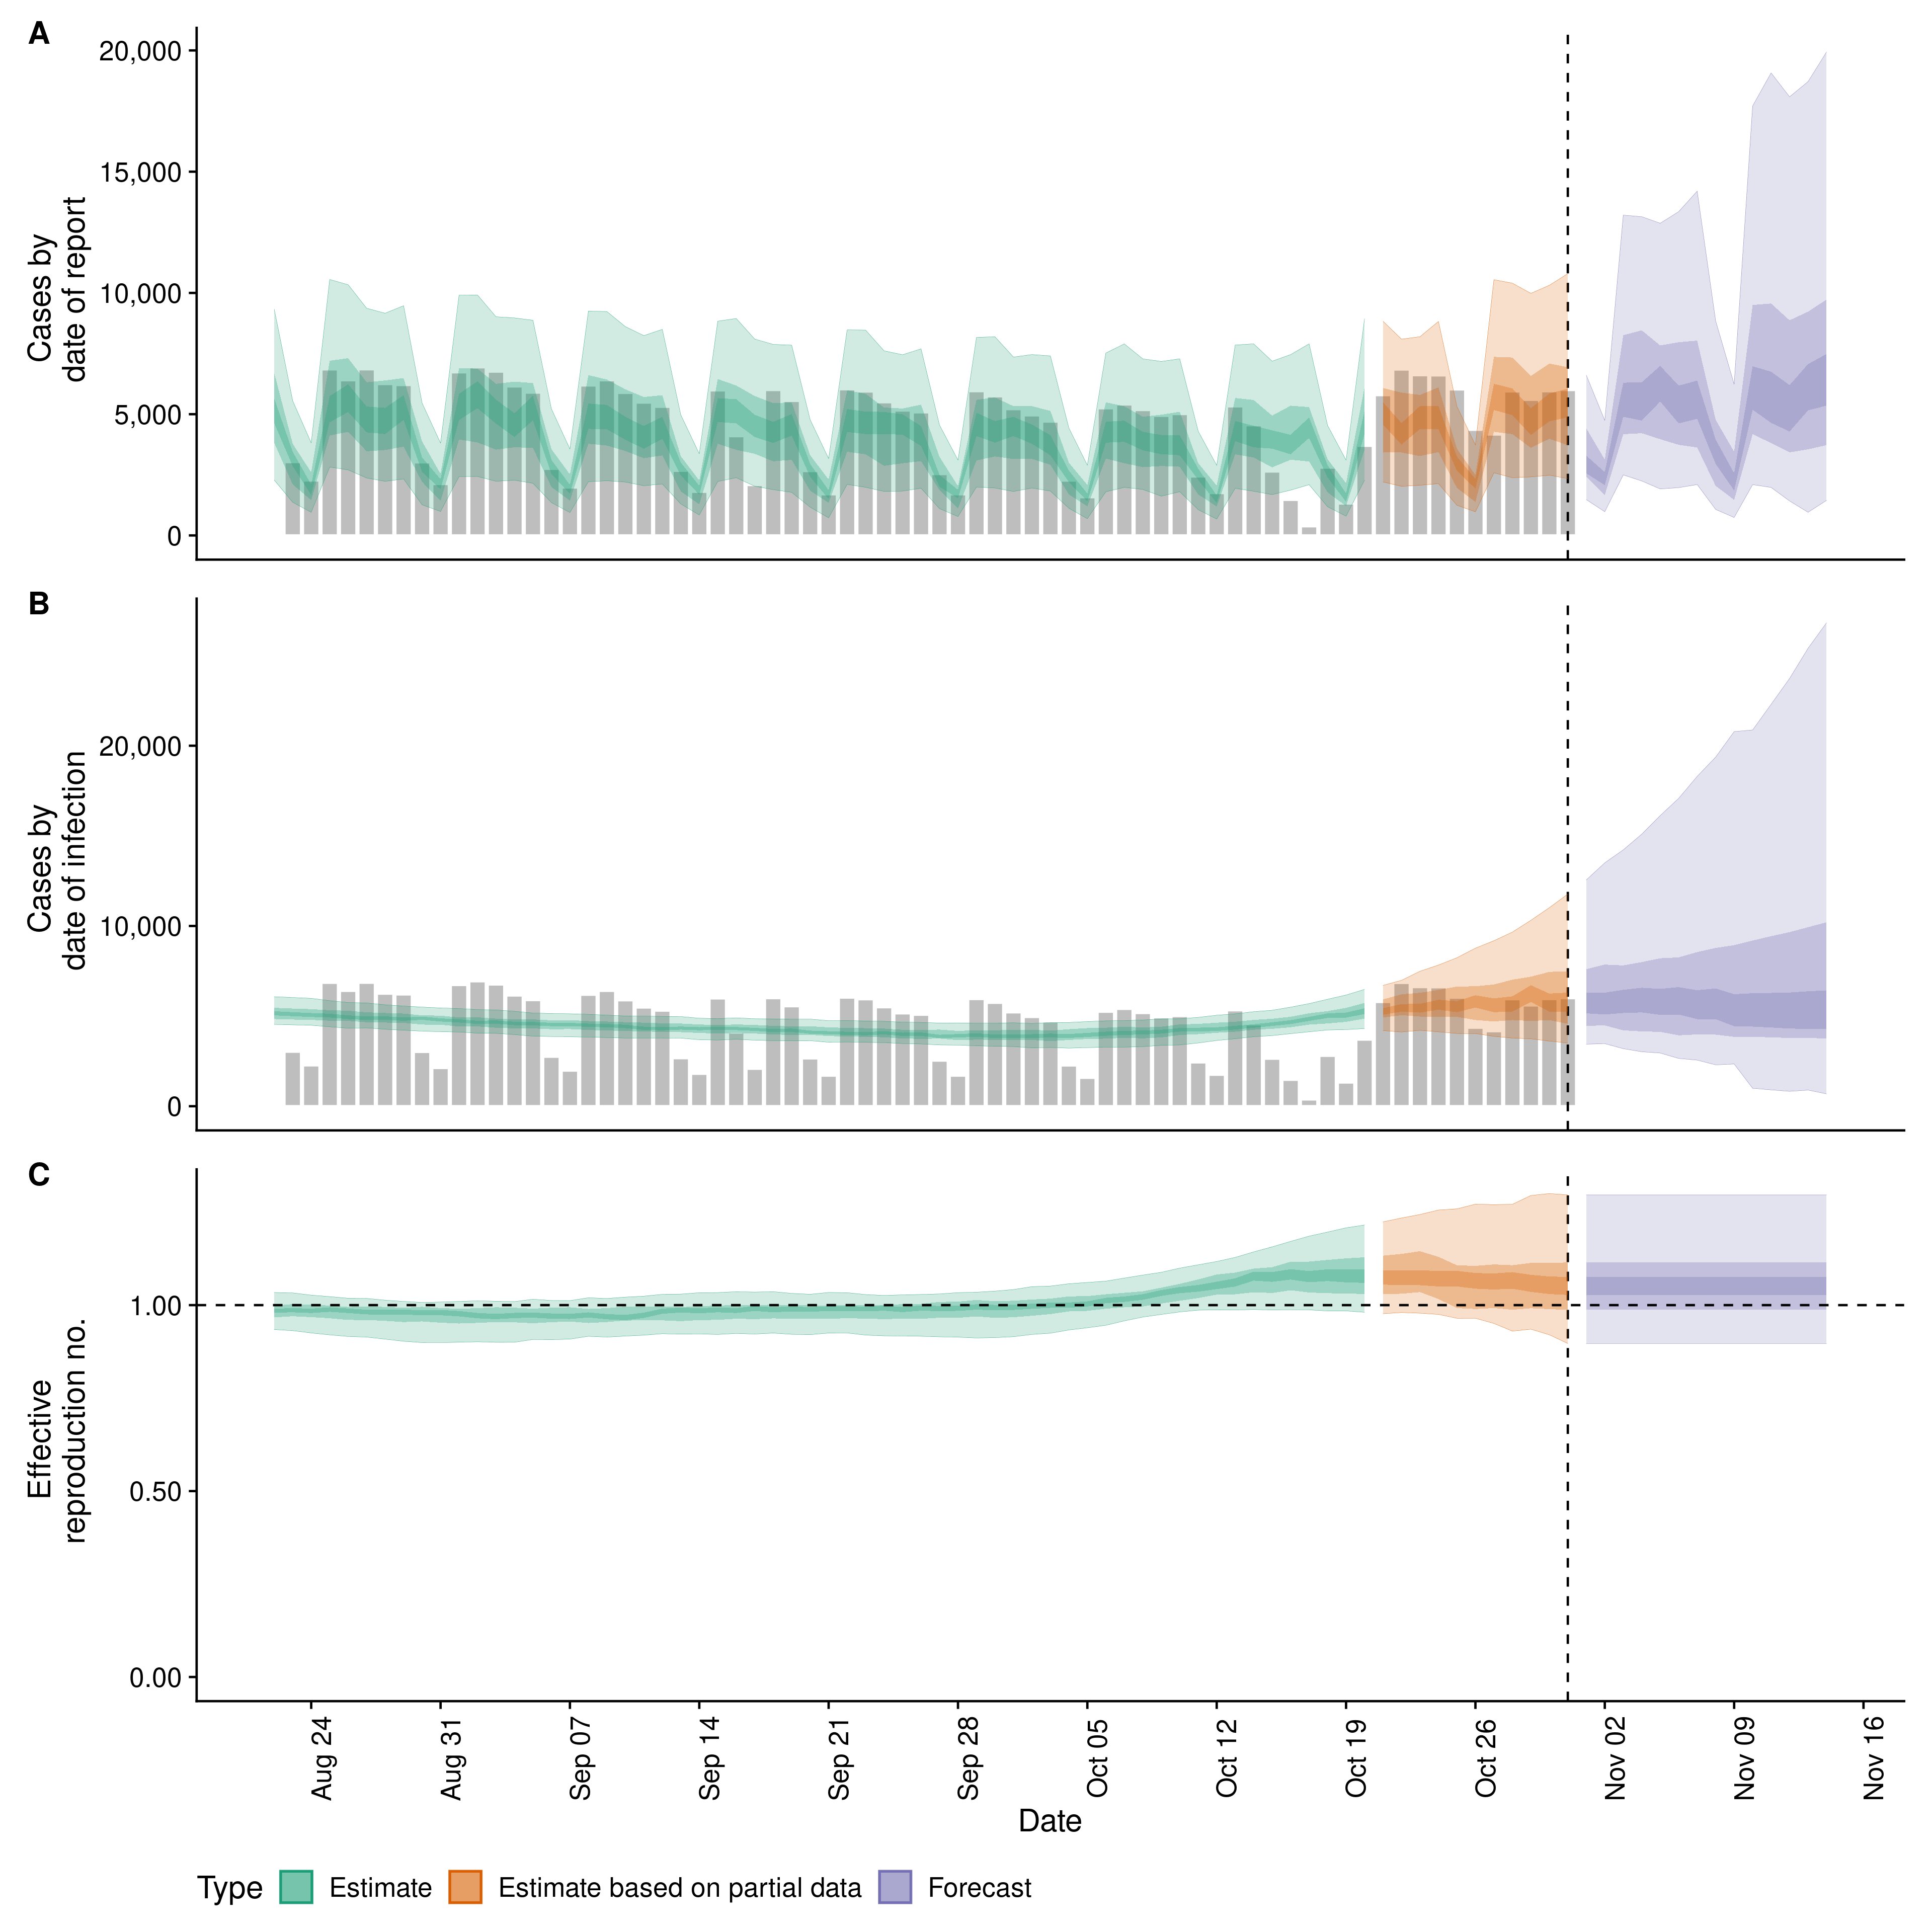 A
20,000
15,000
10,000
5,000
0
Cases by
date of report
B
20,000
10,000
0
Cases by
date of infection
C
1.00
0.50
0.00
Effective
reproduction no.
Aug 24
Aug 31
Sep 07
Sep 14
Sep 21
Sep 28
Oct 05
Oct 12
Oct 19
Oct 26
Nov 02
Nov 09
Nov 16
Date
Type Estimate Estimate based on partial data Forecast